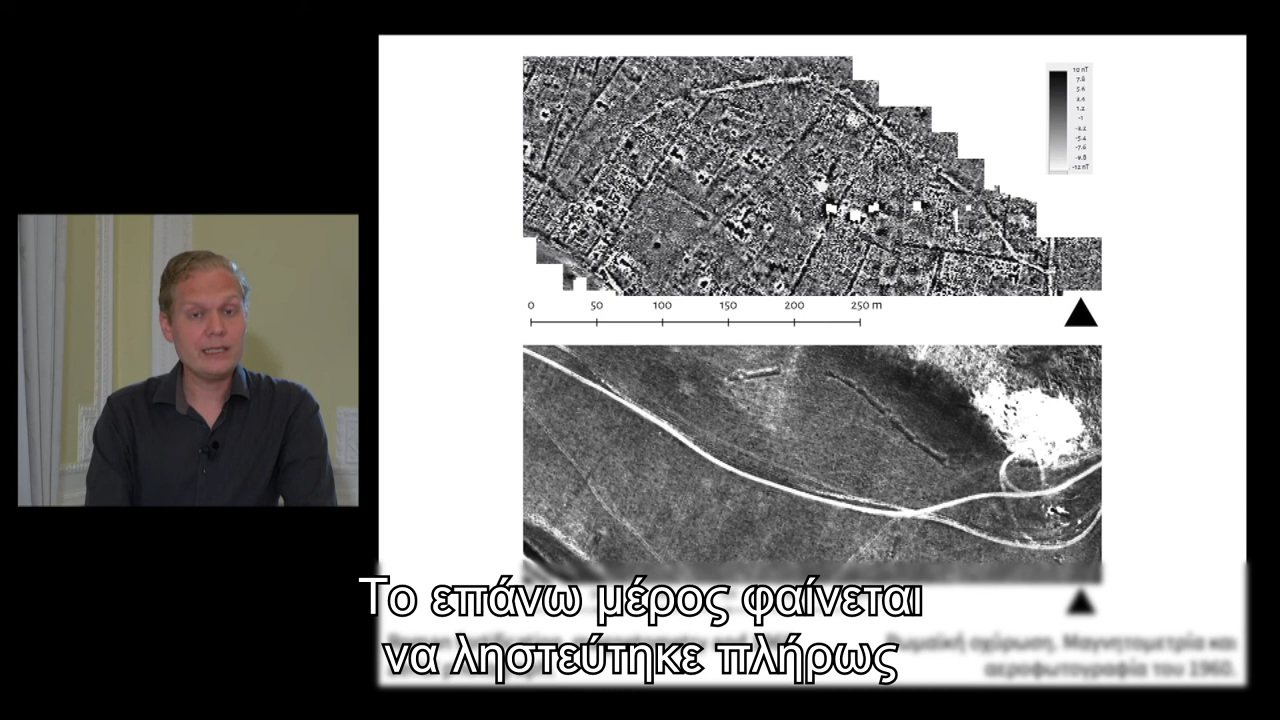 10 nT
7.8
5.6
3.4
1.2
-1
-3.2
-5.4
-7.6
-9.8
-12 nT
0 50 100 150 200 250 m
Το επάνω μέρος φαίνεται
να ληστεύτηκε πλήρως
Ρωμαϊκή οχύρωση. Μαγνητομετρία και
αεροφωτογραφία του 1960.